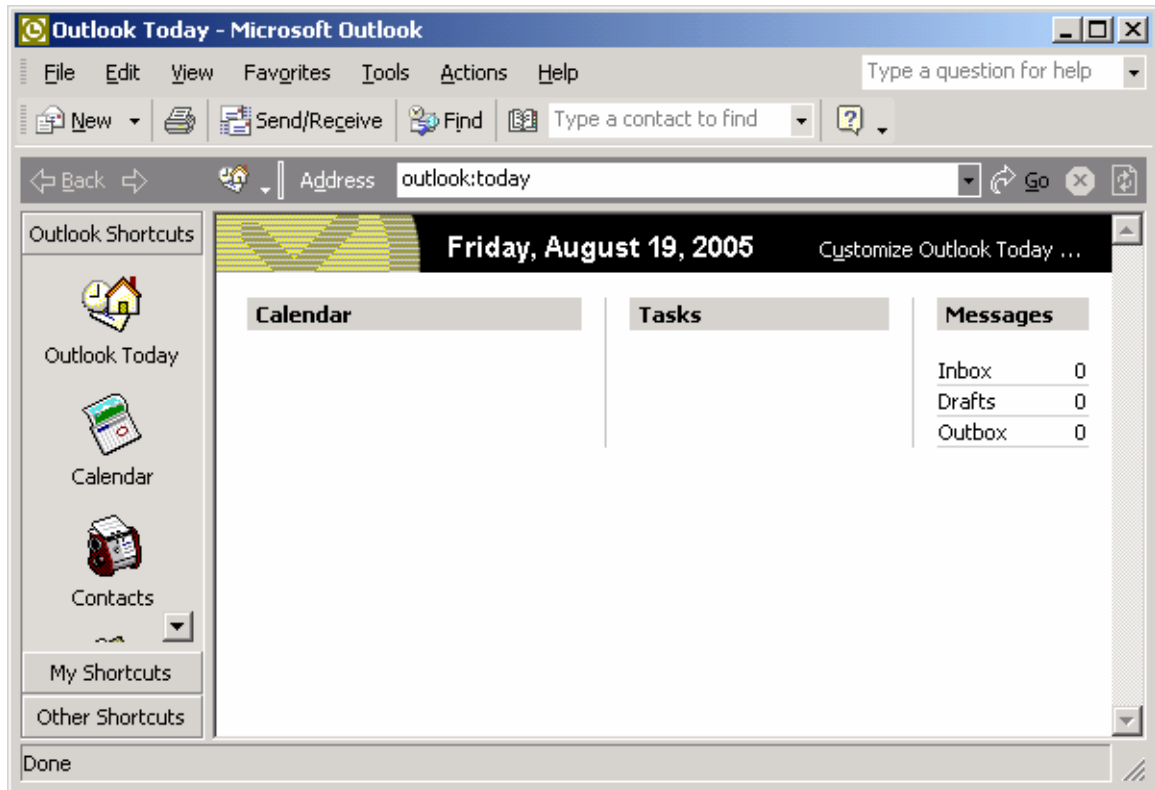 Outlook Today - Microsoft Outlook
File Edit View Favorites Tools Actions Help Type a question for help
New Send/Receive Find Type a contact to find
Back Address outlook:today Go
Outlook Shortcuts
Friday, August 19, 2005 Customize Outlook Today ...
Calendar Tasks Messages
Outlook Today
Inbox 0
Drafts 0
Outbox 0
Calendar
Contacts
My Shortcuts
Other Shortcuts
Done